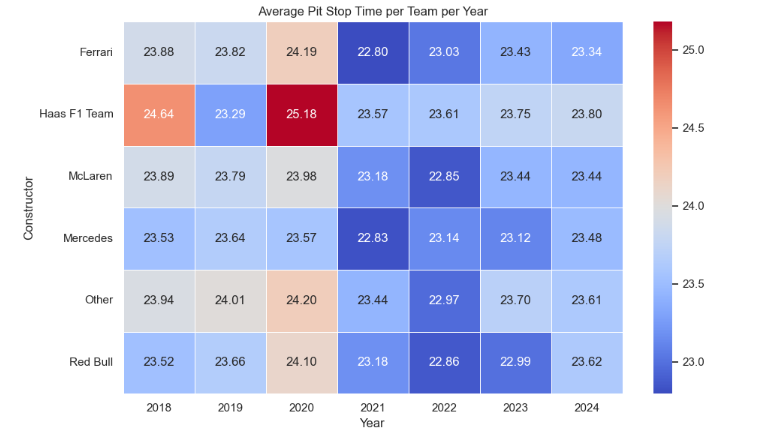 Average Pit Stop Time per Team per Year
Constructor
Ferrari 23.88 23.82 24.19 22.80 23.03 23.43 23.34
Haas F1 Team 24.64 23.29 25.18 23.57 23.61 23.75 23.80
McLaren 23.89 23.79 23.98 23.18 22.85 23.44 23.44
Mercedes 23.53 23.64 23.57 22.83 23.14 23.12 23.48
Other 23.94 24.01 24.20 23.44 22.97 23.70 23.61
Red Bull 23.52 23.66 24.10 23.18 22.86 22.99 23.62
2018 2019 2020 2021 2022 2023 2024
Year
25.0
24.5
24.0
23.5
23.0